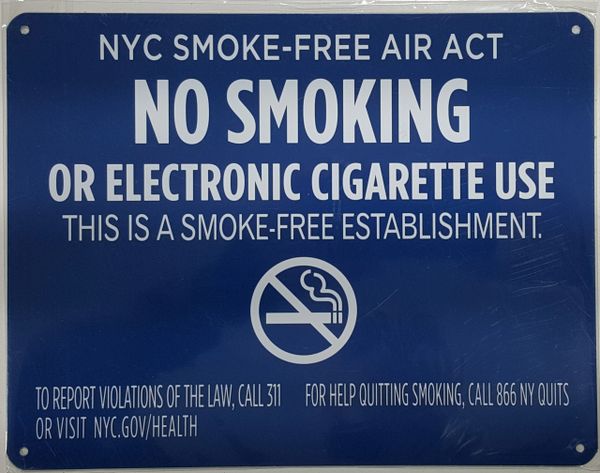 NYC SMOKE-FREE AIR ACT
NO SMOKING
OR ELECTRONIC CIGARETTE USE
THIS IS A SMOKE-FREE ESTABLISHMENT.
TO REPORT VIOLATIONS OF THE LAW, CALL 311
OR VISIT NYC.GOV/HEALTH
FOR HELP QUITTING SMOKING, CALL 866 NY QUITS